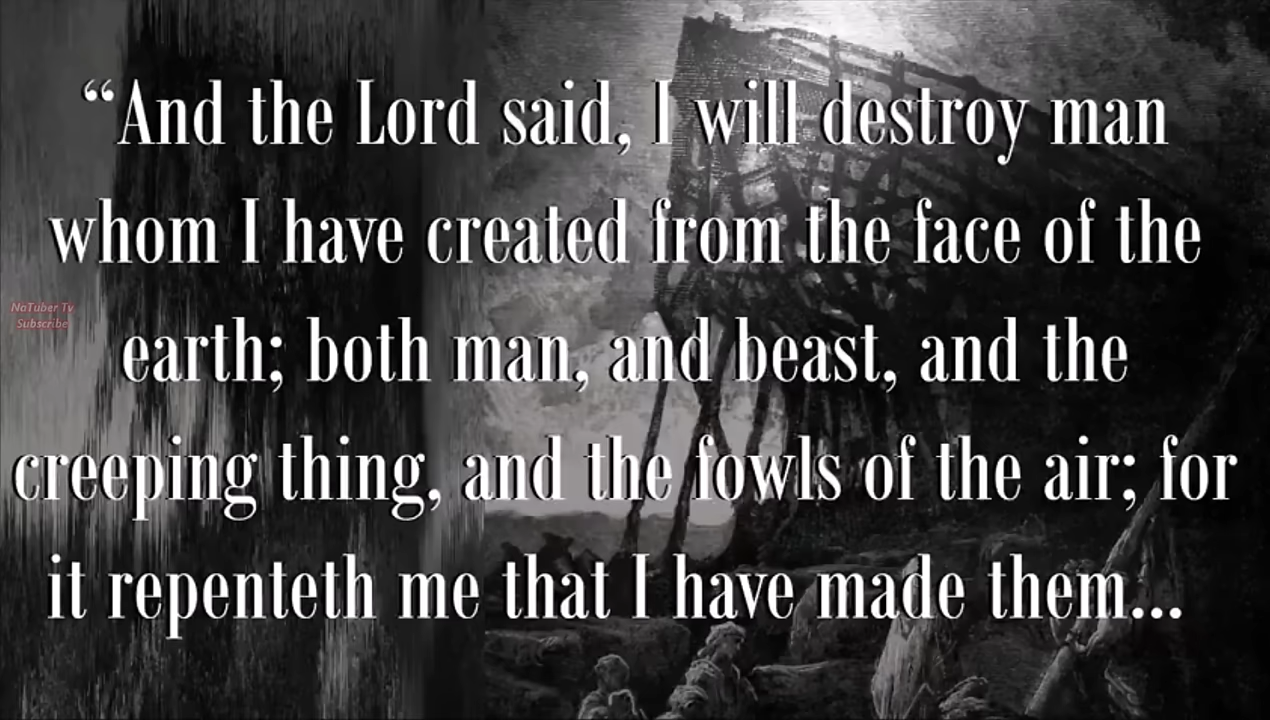 “And the Lord said, I will destroy man
whom I have created from the face of the
earth; both man, and beast, and the
creeping thing, and the fowls of the air; for
it repenteth me that I have made them...
NaTuber Tv
Subscribe